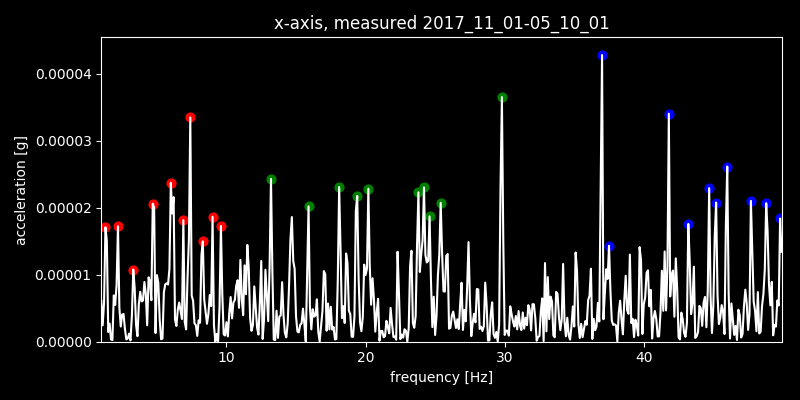 x-axis, measured 2017_11_01-05_10_01
0.00004
0.00003
0.00002
0.00001
0.00000
acceleration [g]
10 20 30 40
frequency [Hz]